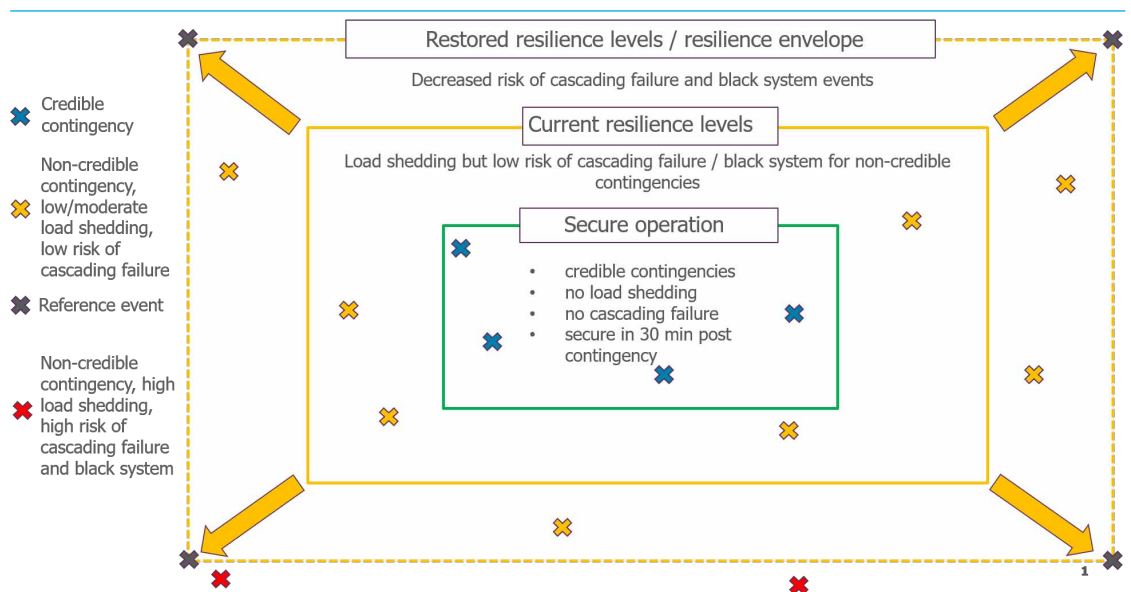 Restored resilience levels / resilience envelope
Decreased risk of cascading failure and black system events
Credible
contingency
Non-credible
contingency,
low/moderate
load shedding,
low risk of
cascading failure
Reference event
Non-credible
contingency, high
load shedding,
high risk of
cascading failure
and black system
Current resilience levels
Load shedding but low risk of cascading failure / black system for non-credible
contingencies
Secure operation
• credible contingencies
• no load shedding
• no cascading failure
• secure in 30 min post
contingency
1